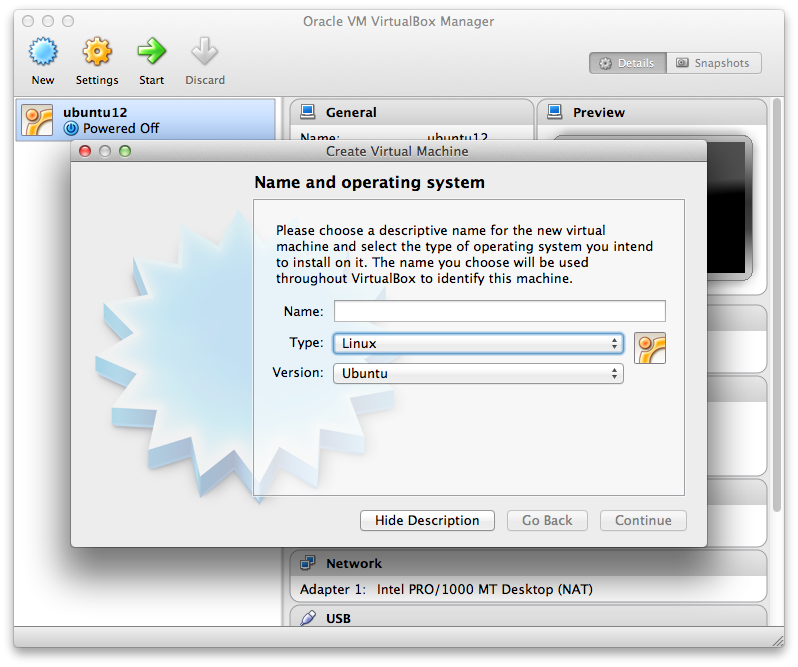 Oracle VM VirtualBox Manager
New
Settings
Start
Discard
Details
Snapshots
ubuntu12
Powered Off
General
Name: ubuntu12
Preview
Create Virtual Machine
Name and operating system
Please choose a descriptive name for the new virtual
machine and select the type of operating system you intend
to install on it. The name you choose will be used
throughout VirtualBox to identify this machine.
Name:
Type: Linux
Version: Ubuntu
Hide Description
Go Back
Continue
Network
Adapter 1: Intel PRO/1000 MT Desktop (NAT)
USB